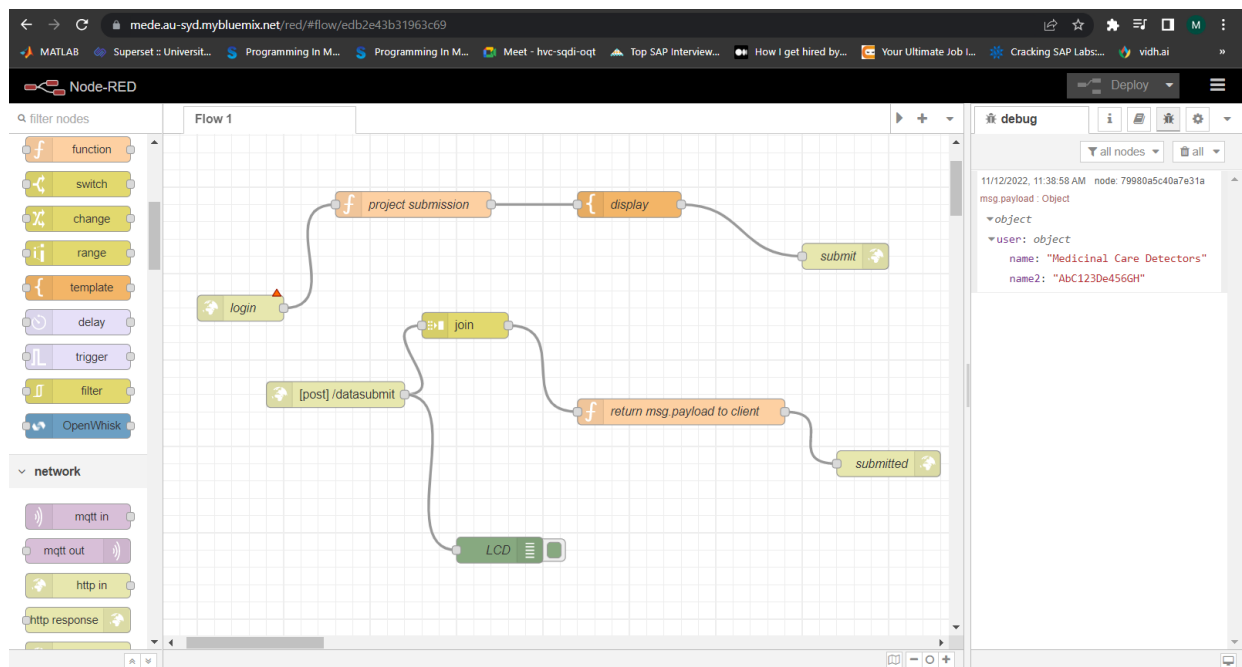 mede.au-syd.mybluemix.net/red/#flow/edb2e43b31963c69
M
MATLAB Superset :: Universit... Programming In M... Programming In M... Meet - hvc-sqdi-oqt Top SAP Interview... How I get hired by... Your Ultimate Job I... Cracking SAP Labs:... vidh.ai »
Node-RED
Deploy
filter nodes
Flow 1
debug
i
all nodes
all
function
switch
change
range
template
delay
trigger
filter
OpenWhisk
network
mqtt in
mqtt out
http in
http response
project submission
display
submit
login
join
[post] /datasubmit
return msg.payload to client
submitted
LCD
11/12/2022, 11:38:58 AM node: 79980a5c40a7e31a
msg.payload : Object
object
user: object
name: "Medicinal Care Detectors"
name2: "AbC123De456GH"